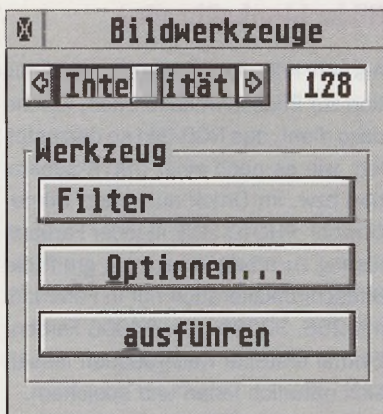 Bildwerkzeuge
Inte ität 128
Werkzeug
Filter
Optionen...
ausführen